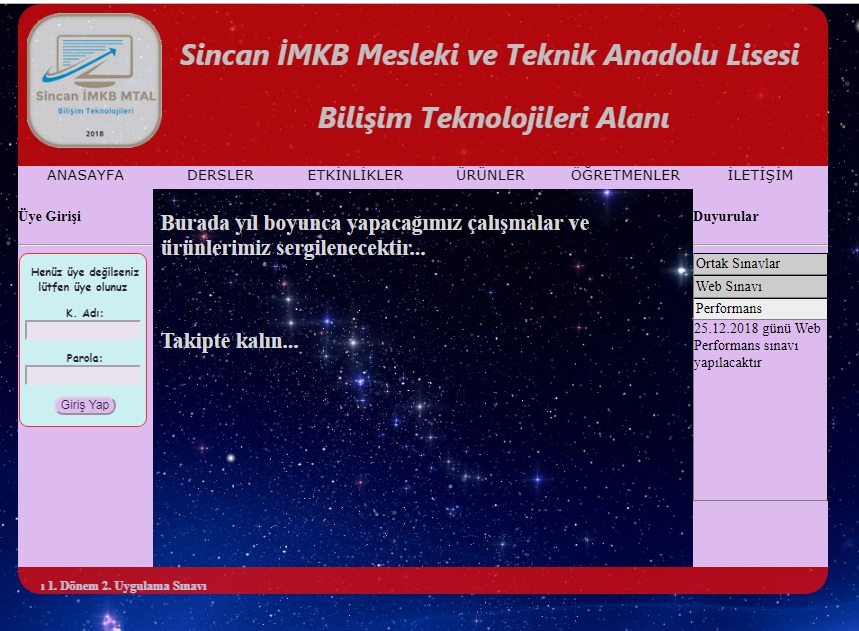 Sincan İMKB MTAL
Bilişim Teknolojileri
2018
Sincan İMKB Mesleki ve Teknik Anadolu Lisesi
Bilişim Teknolojileri Alanı
ANASAYFA DERSLER ETKİNLİKLER ÜRÜNLER ÖĞRETMENLER İLETİŞİM
Üye Girişi
Henüz üye değilseniz
lütfen üye olunuz
K. Adı:
Parola:
Giriş Yap
Burada yıl boyunca yapacağımız çalışmalar ve
ürünlerimiz sergilenecektir...
Takipte kalın...
Duyurular
Ortak Sınavlar
Web Sınavı
Performans
25.12.2018 günü Web
Performans sınavı
yapılacaktır
ı 1. Dönem 2. Uygulama Sınavı